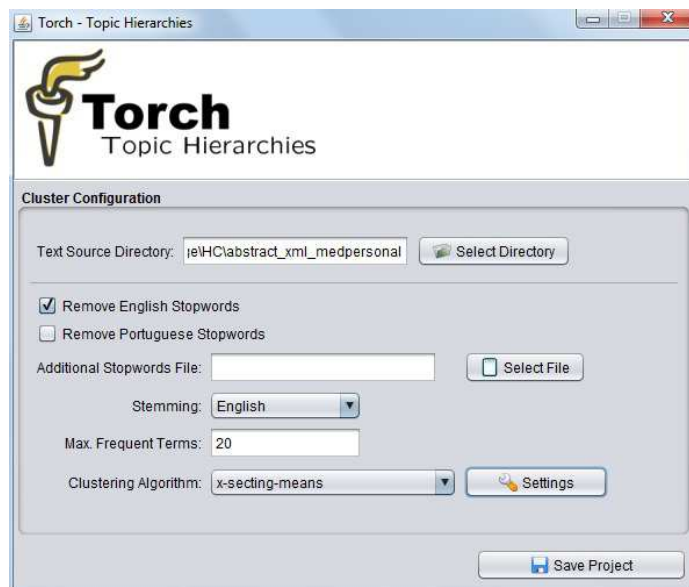 Torch - Topic Hierarchies
Torch
Topic Hierarchies
Cluster Configuration
Text Source Directory: ıe\HC\abstract_xml_medpersonal Select Directory
Remove English Stopwords
Remove Portuguese Stopwords
Additional Stopwords File: Select File
Stemming: English
Max. Frequent Terms: 20
Clustering Algorithm: x-secting-means Settings
Save Project